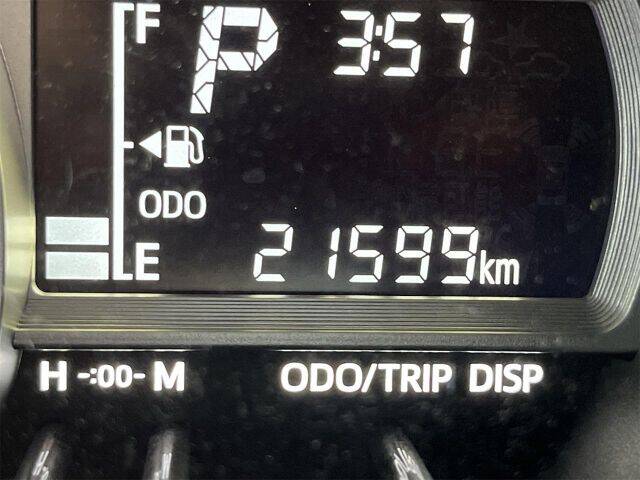 F P 3:57
ODO
E 21599km
H -:00- M ODO/TRIP DISP